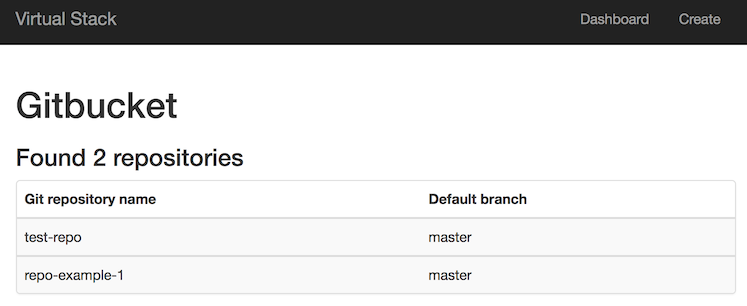 Virtual Stack Dashboard Create
Gitbucket
Found 2 repositories
Git repository name Default branch
test-repo master
repo-example-1 master